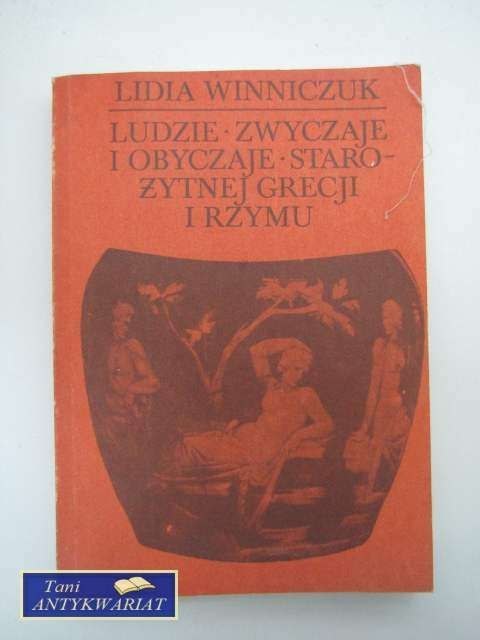 LIDIA WINNICZUK
LUDZIE · ZWYCZAJE
I OBYCZAJE · STARO-
ŻYTNEJ GRECJI
I RZYMU
Tani
ANTYKWARIAT